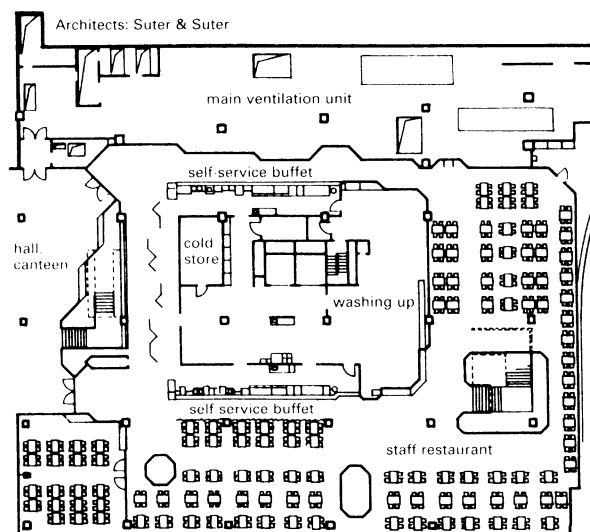 Architects: Suter & Suter
main ventilation unit
self-service buffet
hall,
canteen
cold
store
washing up
self service buffet
staff restaurant